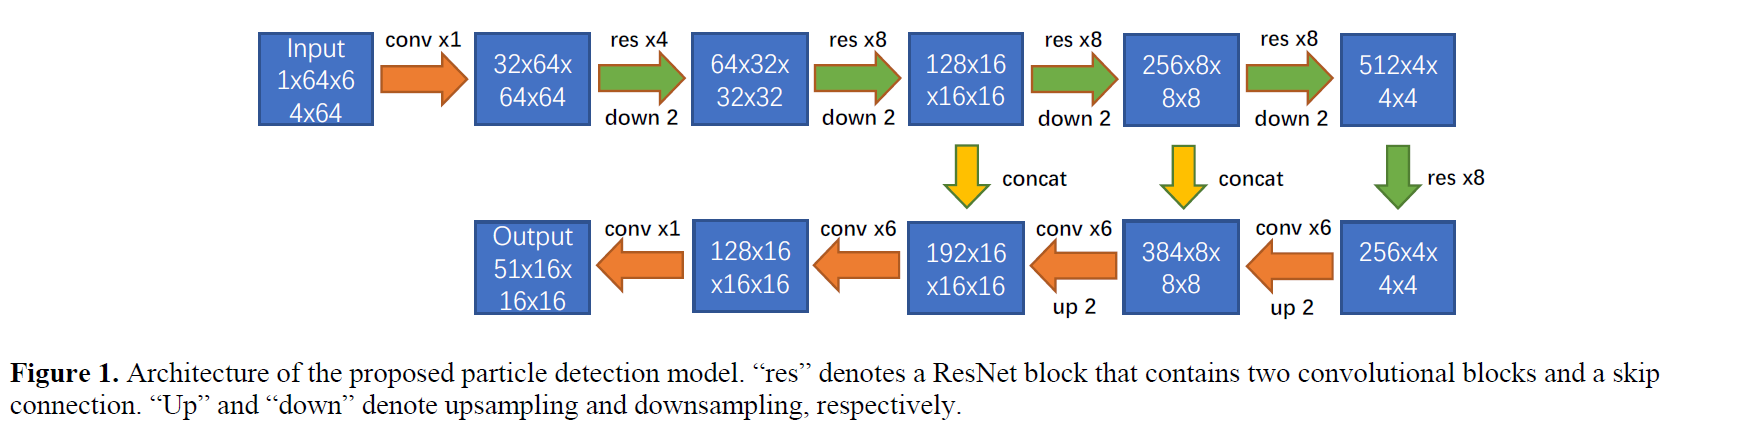 Input
1x64x6
4x64
conv x1
32x64x
64x64
res x4
down 2
64x32x
32x32
res x8
down 2
128x16
x16x16
res x8
down 2
256x8x
8x8
res x8
down 2
512x4x
4x4
concat
concat
res x8
Output
51x16x
16x16
conv x1
128x16
x16x16
conv x6
192x16
x16x16
conv x6
up 2
384x8x
8x8
conv x6
up 2
256x4x
4x4
Figure 1. Architecture of the proposed particle detection model. “res” denotes a ResNet block that contains two convolutional blocks and a skip
connection. “Up” and “down” denote upsampling and downsampling, respectively.